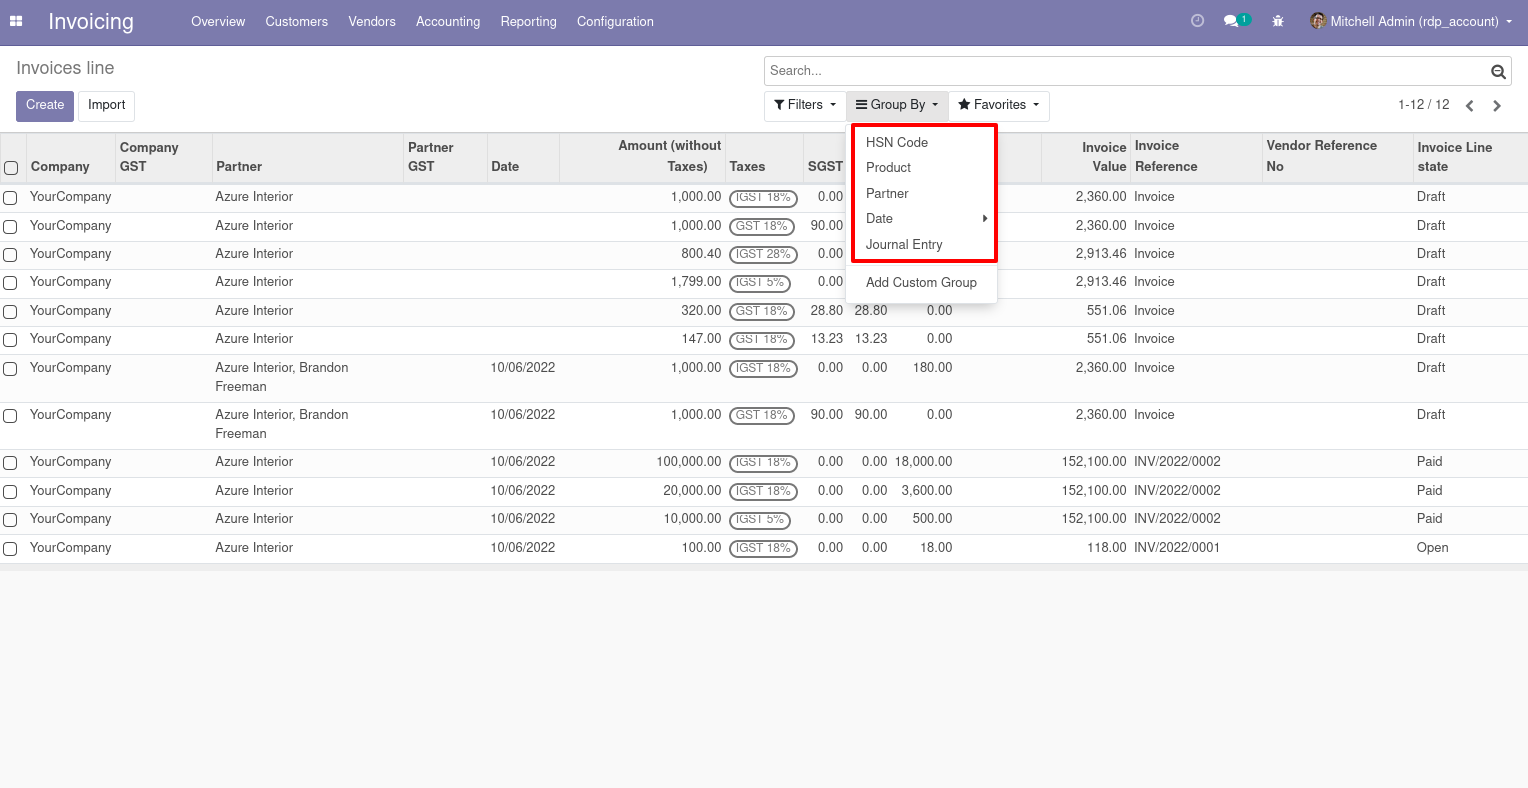 Invoicing Overview Customers Vendors Accounting Reporting Configuration 1 Mitchell Admin (rdp_account)
Invoices line
Search...
Create Import Filters Group By Favorites 1-12 / 12
Company Company GST Partner Partner GST Date Amount (without Taxes) Taxes SGST Invoice Value Invoice Reference Vendor Reference No Invoice Line state
HSN Code
Product
Partner
Date
Journal Entry
Add Custom Group
YourCompany Azure Interior 1,000.00 IGST 18% 0.00 2,360.00 Invoice Draft
YourCompany Azure Interior 1,000.00 GST 18% 90.00 2,360.00 Invoice Draft
YourCompany Azure Interior 800.40 IGST 28% 0.00 2,913.46 Invoice Draft
YourCompany Azure Interior 1,799.00 IGST 5% 0.00 2,913.46 Invoice Draft
YourCompany Azure Interior 320.00 GST 18% 28.80 28.80 0.00 551.06 Invoice Draft
YourCompany Azure Interior 147.00 GST 18% 13.23 13.23 0.00 551.06 Invoice Draft
YourCompany Azure Interior, Brandon Freeman 10/06/2022 1,000.00 IGST 18% 0.00 0.00 180.00 2,360.00 Invoice Draft
YourCompany Azure Interior, Brandon Freeman 10/06/2022 1,000.00 GST 18% 90.00 90.00 0.00 2,360.00 Invoice Draft
YourCompany Azure Interior 10/06/2022 100,000.00 IGST 18% 0.00 0.00 18,000.00 152,100.00 INV/2022/0002 Paid
YourCompany Azure Interior 10/06/2022 20,000.00 IGST 18% 0.00 0.00 3,600.00 152,100.00 INV/2022/0002 Paid
YourCompany Azure Interior 10/06/2022 10,000.00 IGST 5% 0.00 0.00 500.00 152,100.00 INV/2022/0002 Paid
YourCompany Azure Interior 10/06/2022 100.00 IGST 18% 0.00 0.00 18.00 118.00 INV/2022/0001 Open